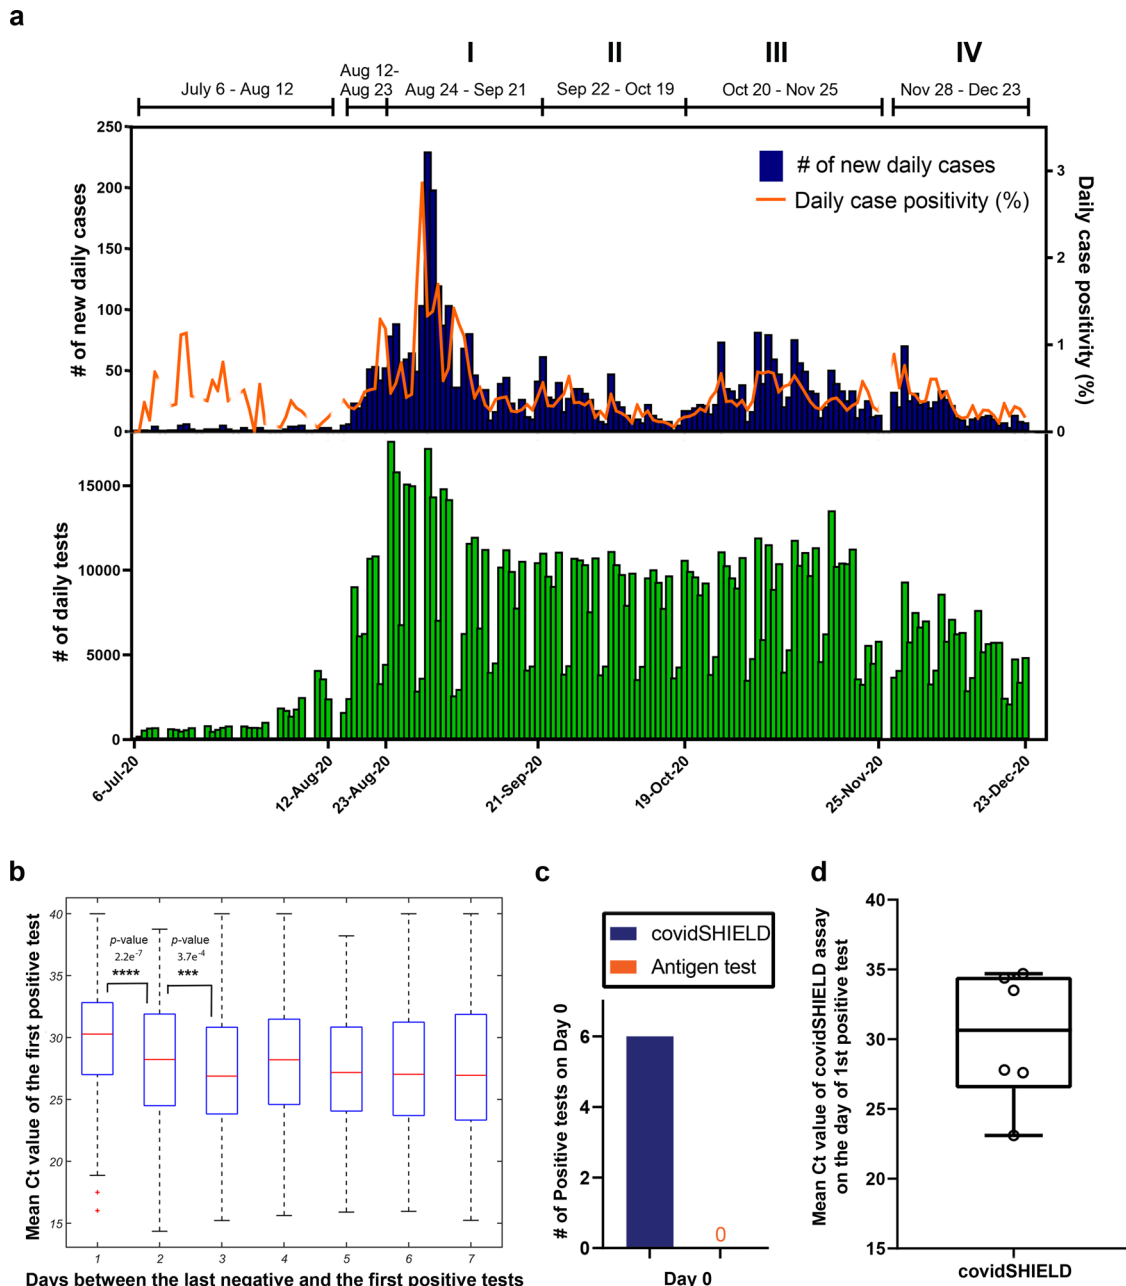 a
I II III IV
July 6 - Aug 12
Aug 12-
Aug 23
Aug 24 - Sep 21
Sep 22 - Oct 19
Oct 20 - Nov 25
Nov 28 - Dec 23
# of new daily cases
250
200
150
100
50
0
# of new daily cases
Daily case positivity (%)
3
2
1
0
Daily case positivity (%)
# of daily tests
15000
10000
5000
0
6-Jul-20
12-Aug-20
23-Aug-20
21-Sep-20
19-Oct-20
25-Nov-20
23-Dec-20
b
Mean Ct value of the first positive test
40
35
30
25
20
15
p-value
2.2e-7
****
p-value
3.7e-4
***
1 2 3 4 5 6 7
Days between the last negative and the first positive tests
c
covidSHIELD
Antigen test
# of Positive tests on Day 0
6
4
2
0
0
Day 0
d
Mean Ct value of covidSHIELD assay
on the day of 1st positive test
40
35
30
25
20
15
covidSHIELD